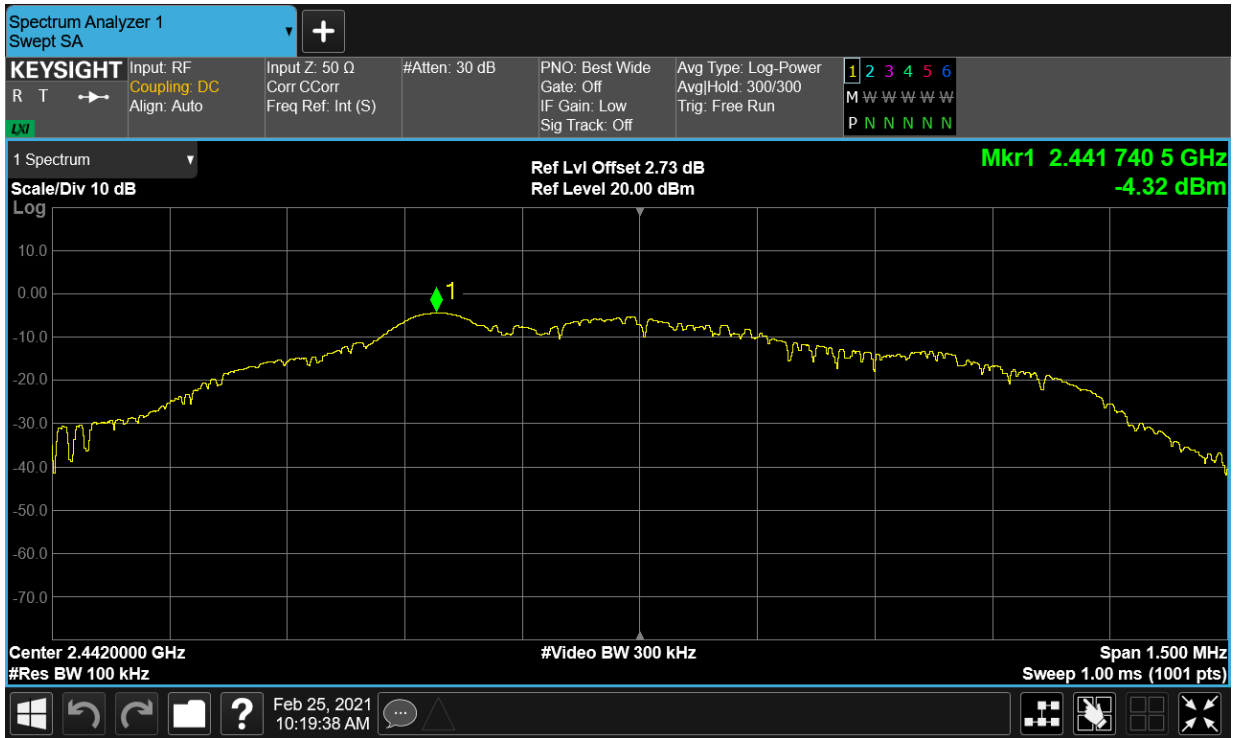 Spectrum Analyzer 1
Swept SA
KEYSIGHT
R T
LXI
Input: RF
Coupling: DC
Align: Auto
Input Z: 50 Ω
Corr CCorr
Freq Ref: Int (S)
#Atten: 30 dB
PNO: Best Wide
Gate: Off
IF Gain: Low
Sig Track: Off
Avg Type: Log-Power
Avg|Hold: 300/300
Trig: Free Run
1 2 3 4 5 6
M W W W W W
P N N N N N
1 Spectrum
Scale/Div 10 dB
Log
Ref Lvl Offset 2.73 dB
Ref Level 20.00 dBm
Mkr1 2.441 740 5 GHz
-4.32 dBm
10.0
0.00
-10.0
-20.0
-30.0
-40.0
-50.0
-60.0
-70.0
1
Center 2.4420000 GHz
#Res BW 100 kHz
#Video BW 300 kHz
Span 1.500 MHz
Sweep 1.00 ms (1001 pts)
?
Feb 25, 2021
10:19:38 AM